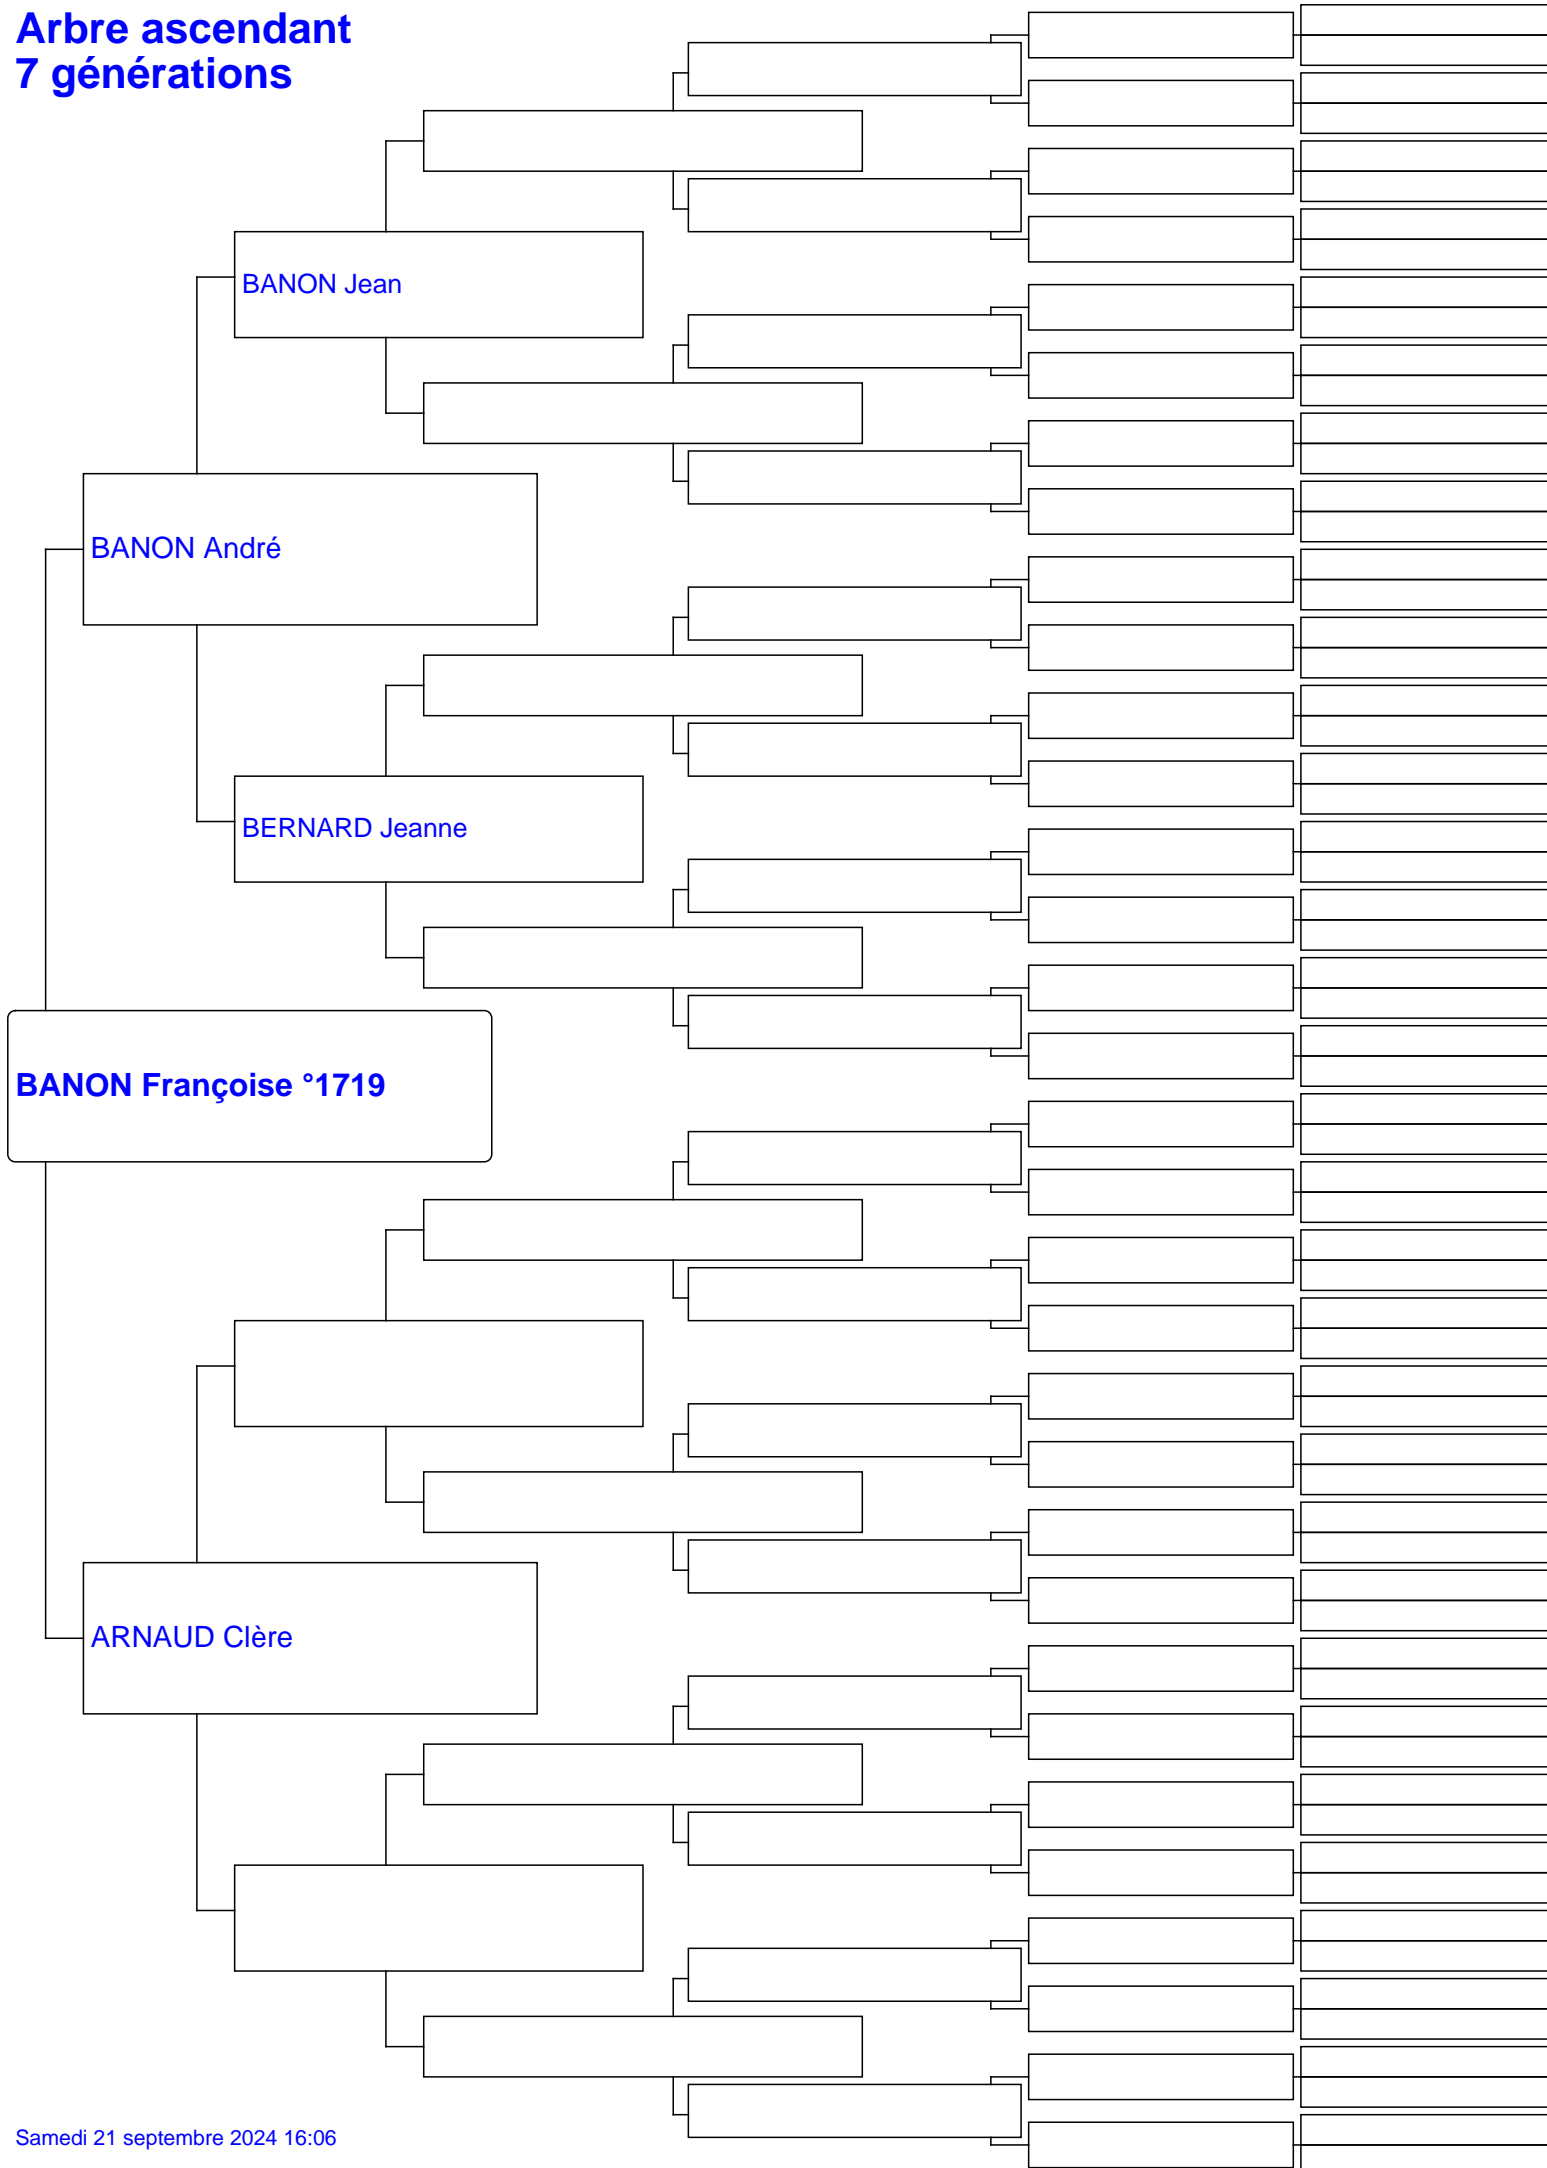 Arbre ascendant
7 générations
BANON Jean
BANON André
BERNARD Jeanne
BANON Françoise °1719
ARNAUD Clère
Samedi 21 septembre 2024 16:06